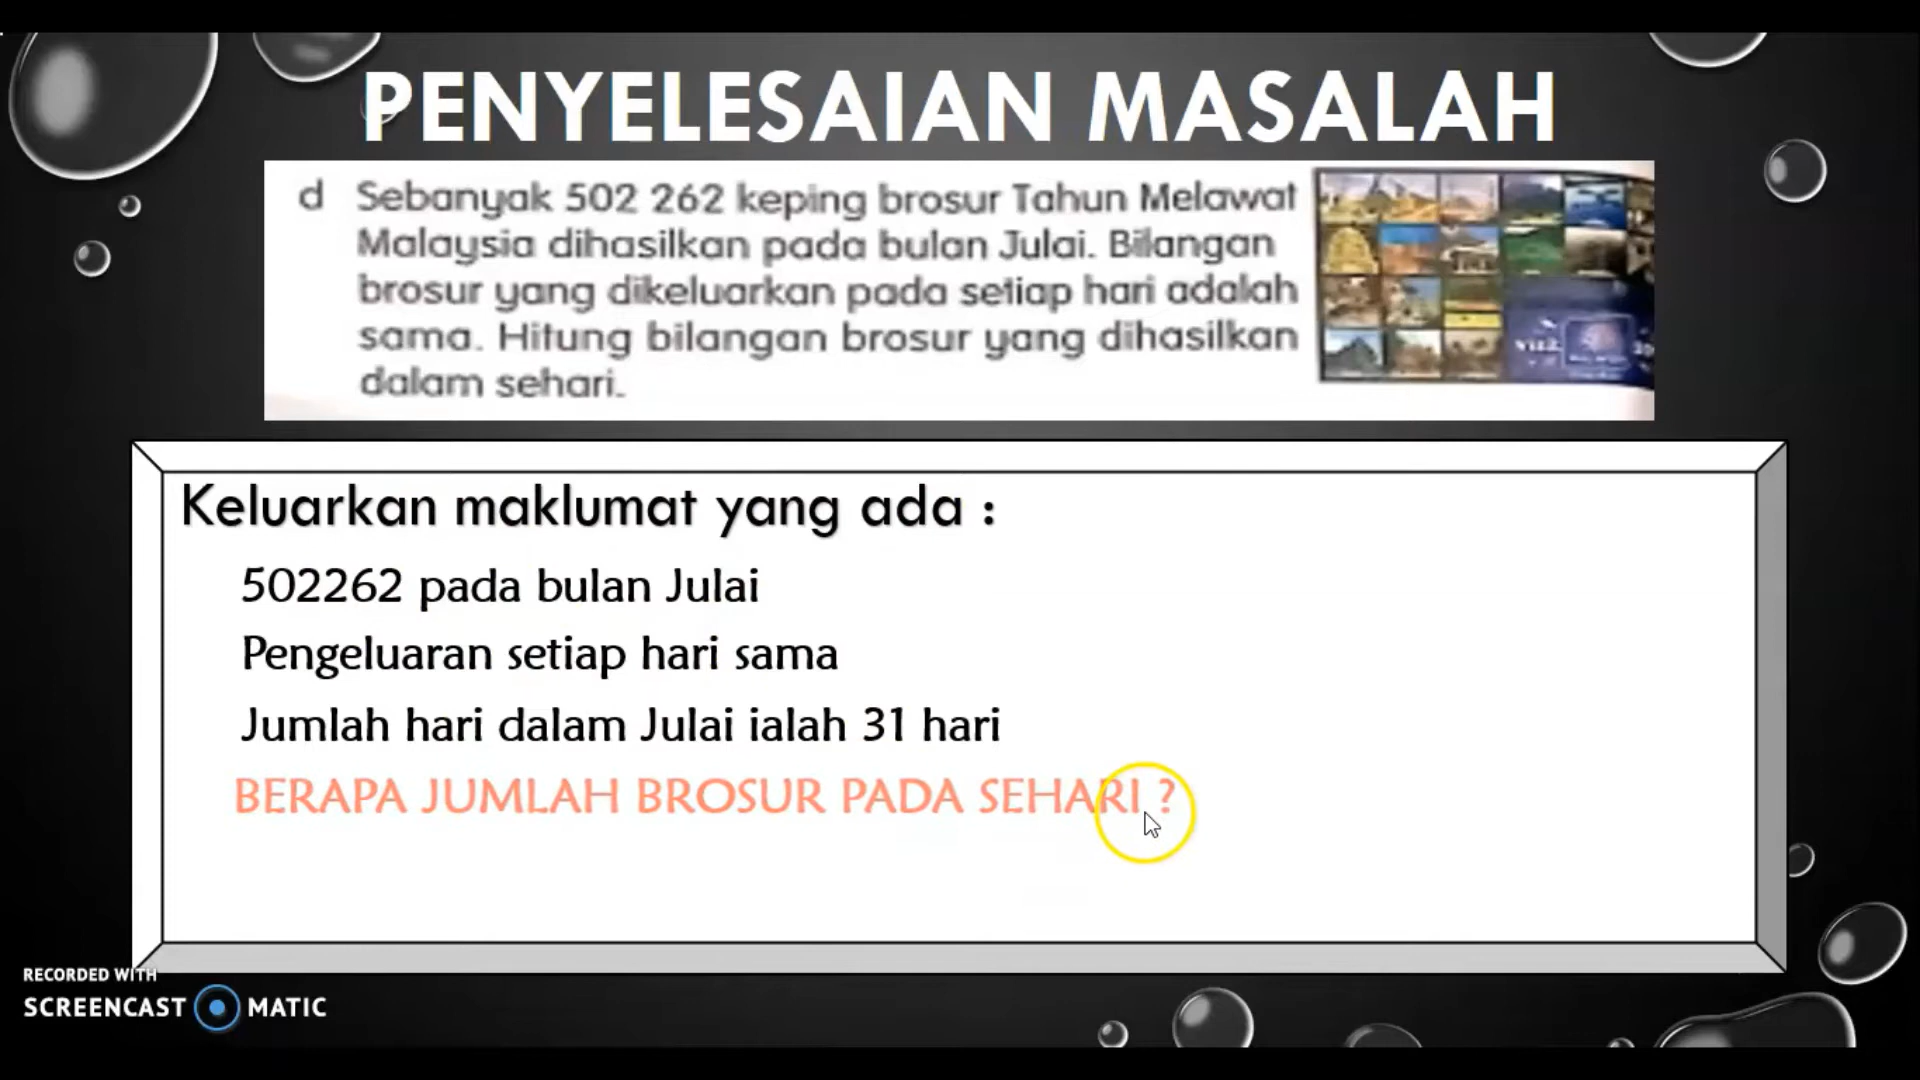 PENYELESAIAN MASALAH
d Sebanyak 502 262 keping brosur Tahun Melawat
Malaysia dihasilkan pada bulan Julai. Bilangan
brosur yang dikeluarkan pada setiap hari adalah
sama. Hitung bilangan brosur yang dihasilkan
dalam sehari.
Keluarkan maklumat yang ada :
502262 pada bulan Julai
Pengeluaran setiap hari sama
Jumlah hari dalam Julai ialah 31 hari
BERAPA JUMLAH BROSUR PADA SEHARI ?
RECORDED WITH
SCREENCAST MATIC